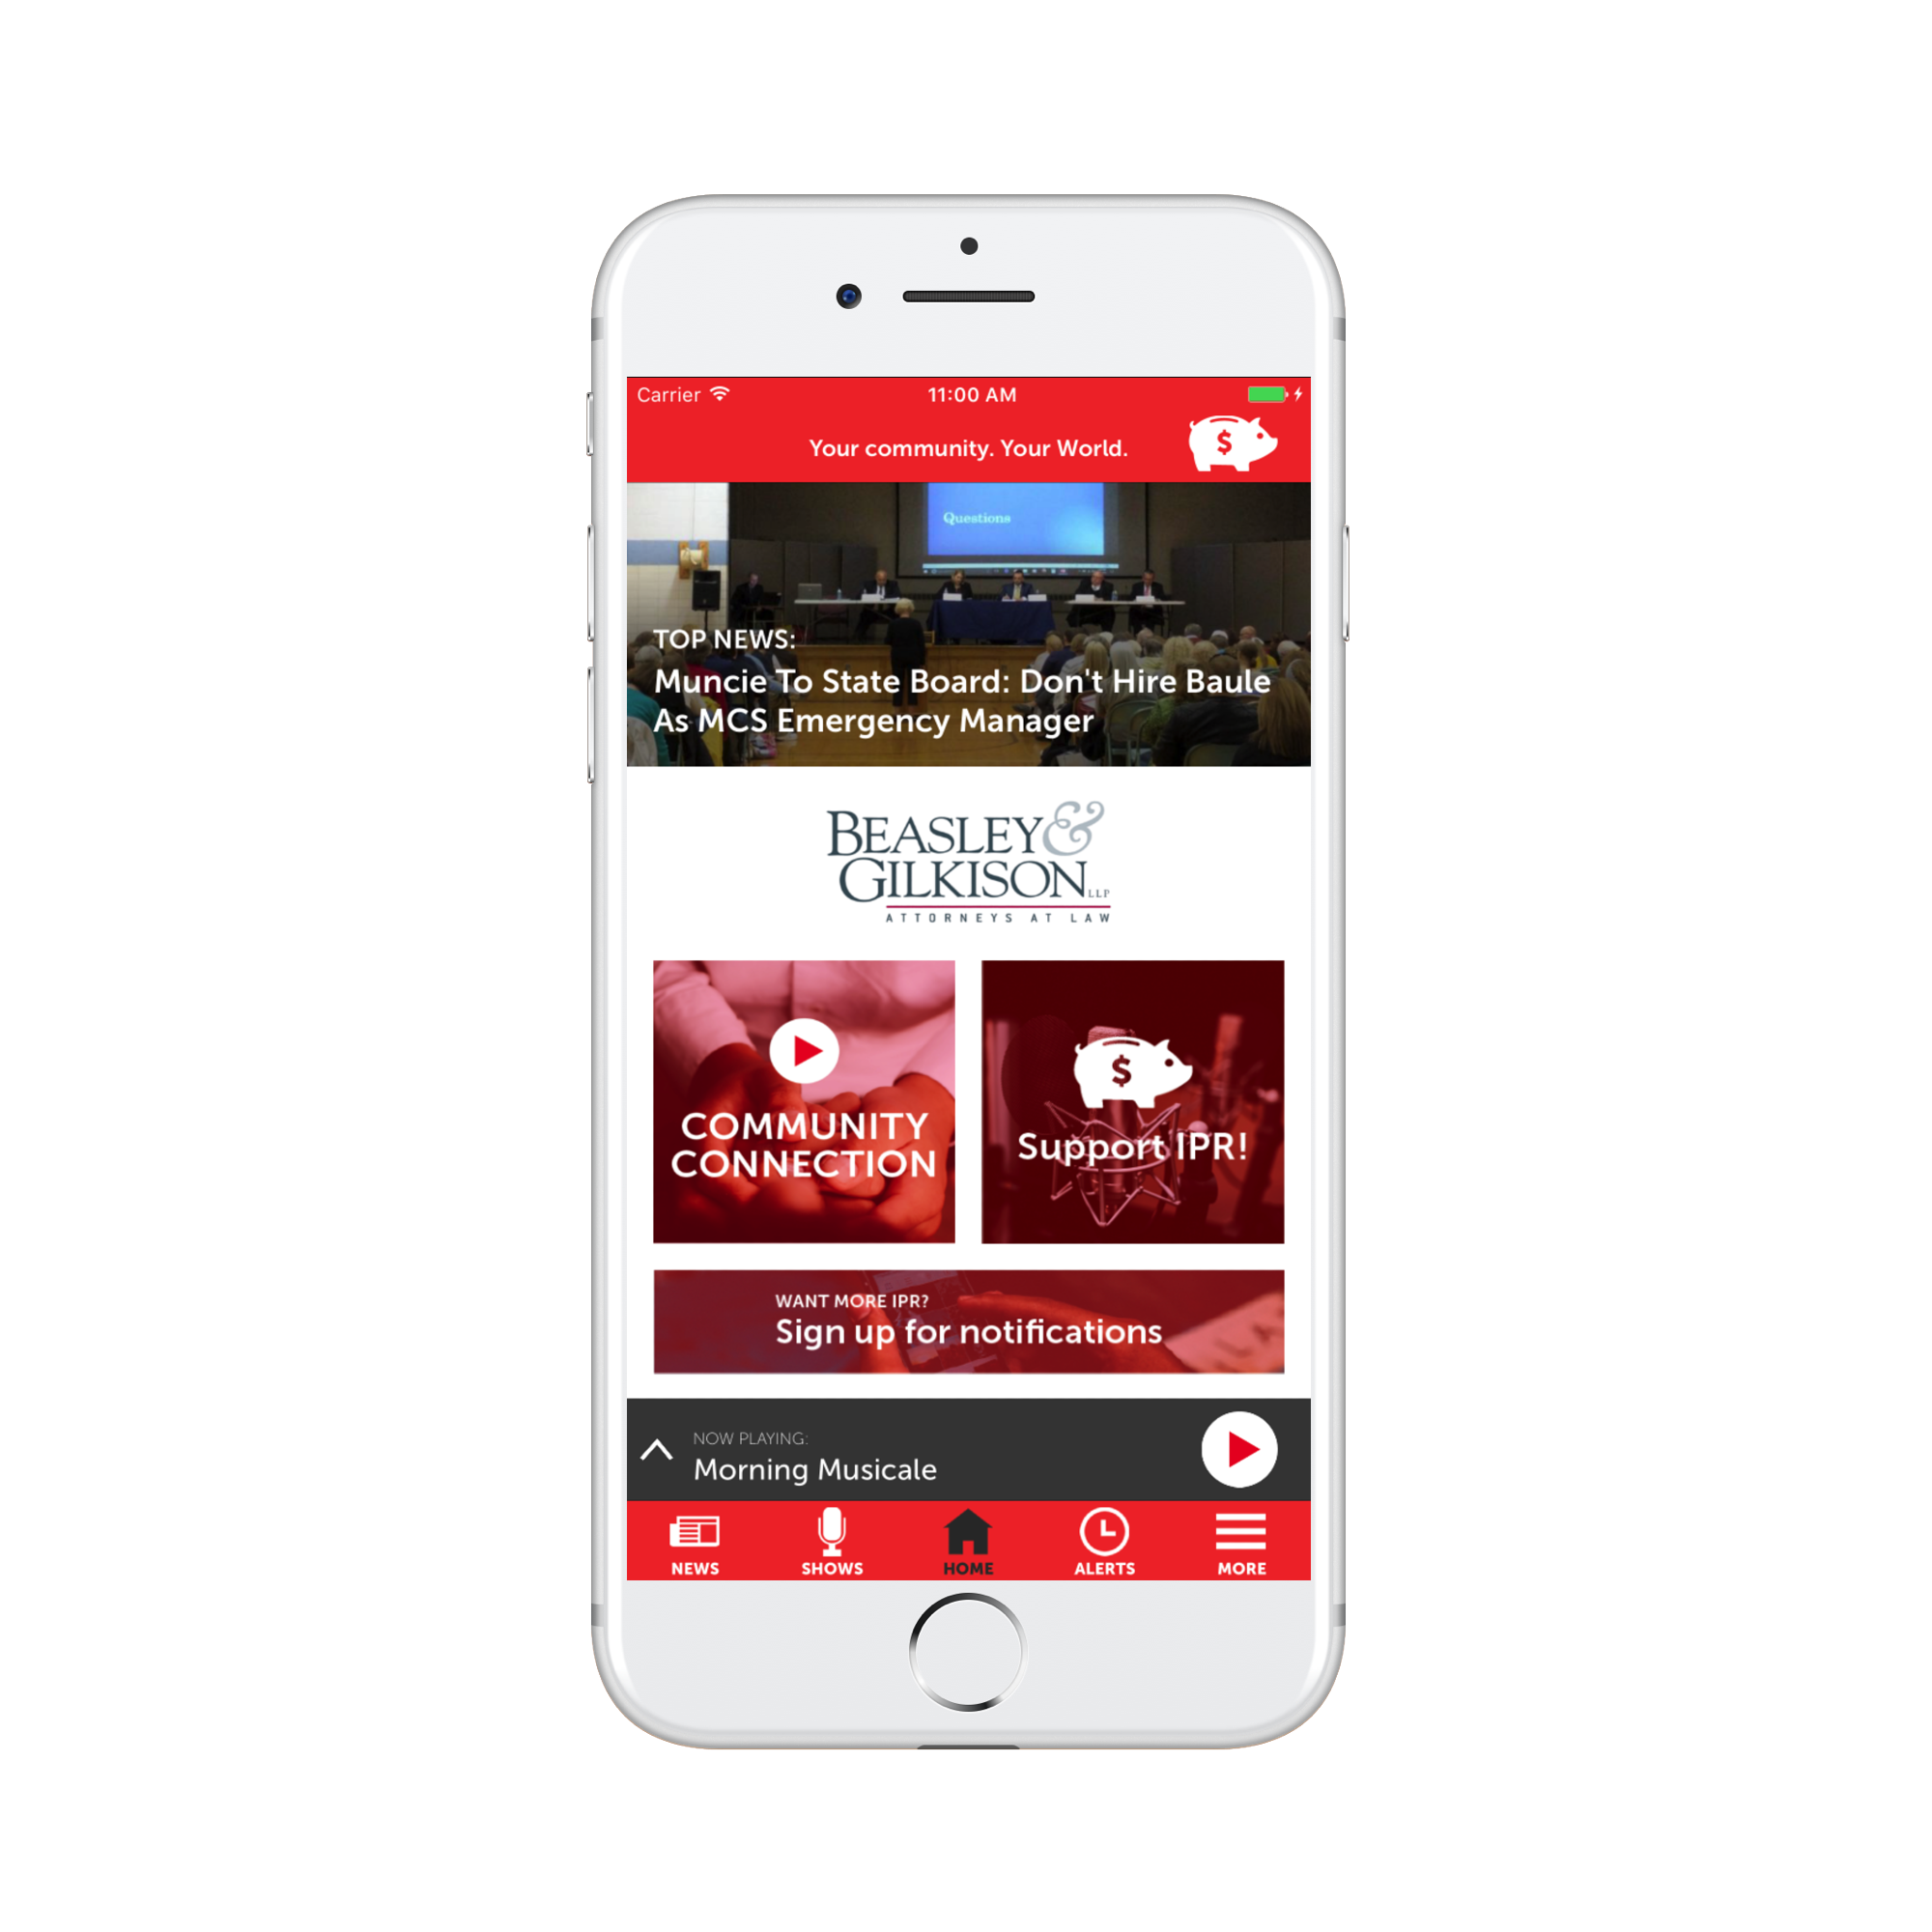 Carrier
11:00 AM
Your community. Your World.
$
Questions
TOP NEWS:
Muncie To State Board: Don't Hire Baule
As MCS Emergency Manager
BEASLEY &
GILKISON LLP
ATTORNEYS AT LAW
COMMUNITY
CONNECTION
$
Support IPR!
WANT MORE IPR?
Sign up for notifications
NOW PLAYING:
Morning Musicale
NEWS
SHOWS
HOME
ALERTS
MORE